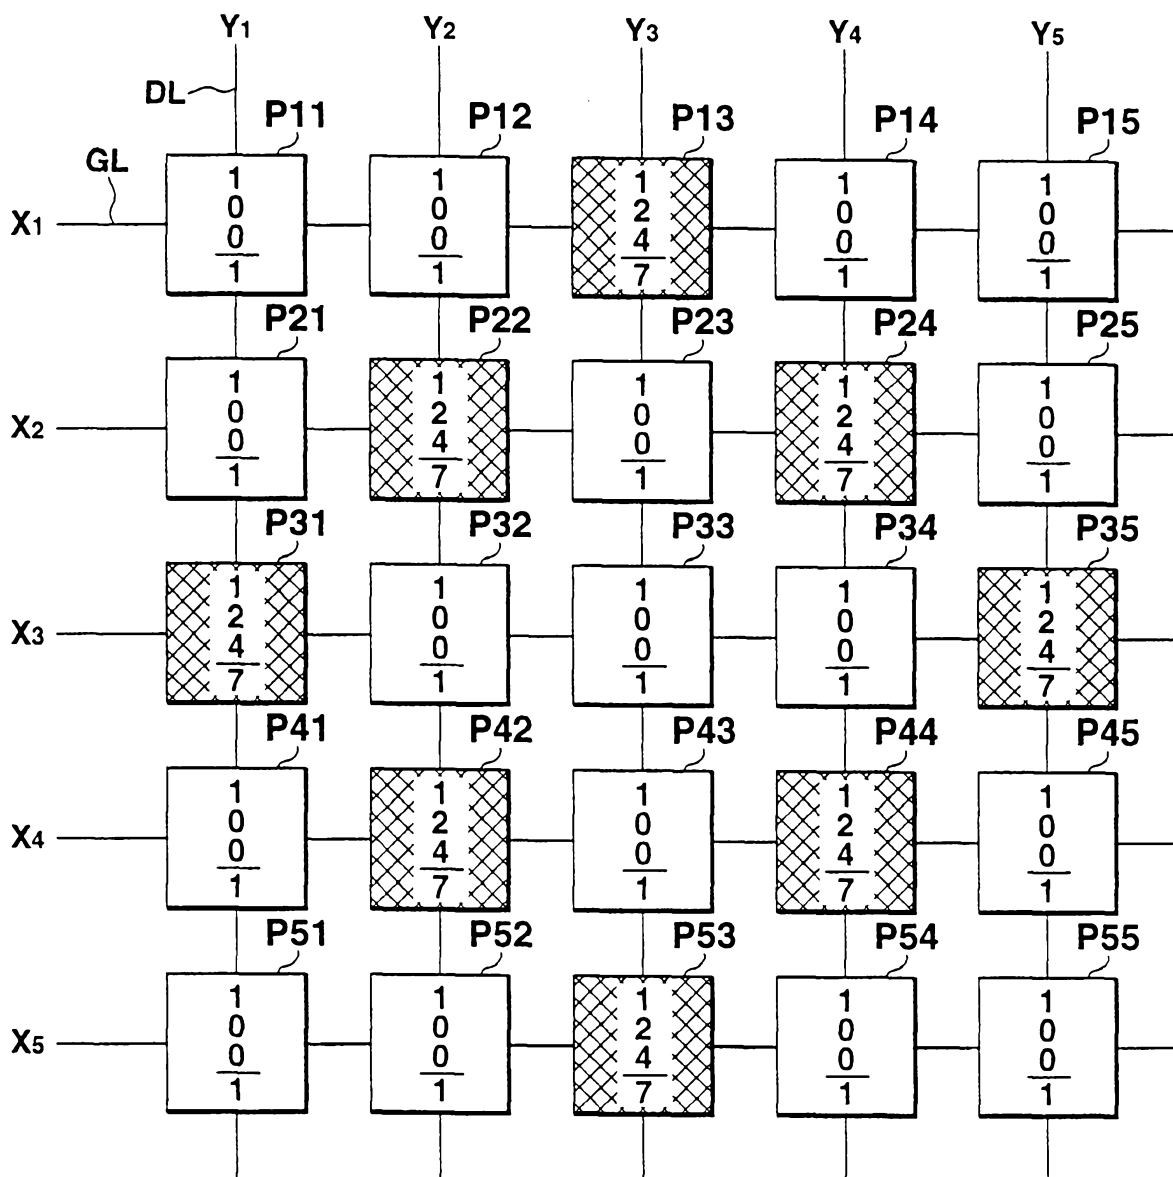 Y1 Y2 Y3 Y4 Y5
DL
P11 P12 P13 P14 P15
GL
X1
1 1 1 1 1
0 0 2 0 0
0 0 4 0 0
1 1 7 1 1
P21 P22 P23 P24 P25
X2
1 1 1 1 1
0 2 0 2 0
0 4 0 4 0
1 7 1 7 1
P31 P32 P33 P34 P35
X3
1 1 1 1 1
2 0 0 0 2
4 0 0 0 4
7 1 1 1 7
P41 P42 P43 P44 P45
X4
1 1 1 1 1
0 2 0 2 0
0 4 0 4 0
1 7 1 7 1
P51 P52 P53 P54 P55
X5
1 1 1 1 1
0 0 2 0 0
0 0 4 0 0
1 1 7 1 1